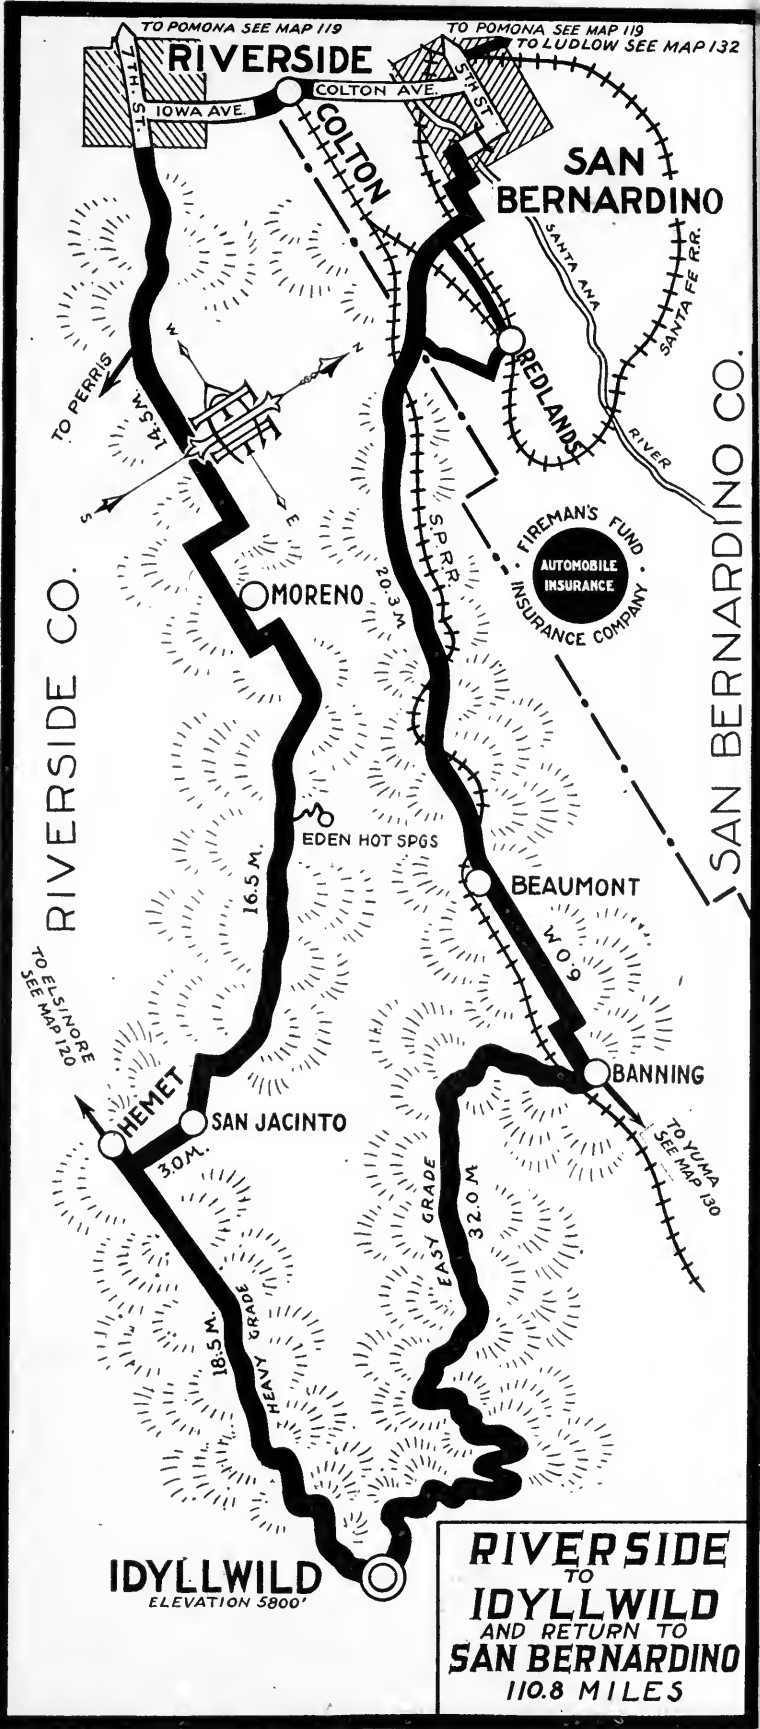 TO POMONA SEE MAP 119
TO POMONA SEE MAP 119
TO LUDLOW SEE MAP 132
RIVERSIDE
7TH. ST.
IOWA AVE.
COLTON AVE.
5TH ST
COLTON
SAN
BERNARDINO
SANTA ANA
RIVER
SANTA FE R.R.
REDLANDS
TO PERRIS
14.5 M.
W
N
S
E
FIREMAN'S FUND
INSURANCE COMPANY
AUTOMOBILE
INSURANCE
SAN BERNARDINO CO.
RIVERSIDE CO.
S.P.R.R.
20.3 M
MORENO
EDEN HOT SPGS
16.5 M.
BEAUMONT
6.0 M
BANNING
TO YUMA
SEE MAP 130
TO ELSINORE
SEE MAP 120
HEMET
SAN JACINTO
3.0 M.
EASY GRADE
32.0 M
18.5 M.
HEAVY GRADE
IDYLLWILD
ELEVATION 5800'
RIVERSIDE
TO
IDYLLWILD
AND RETURN TO
SAN BERNARDINO
110.8 MILES